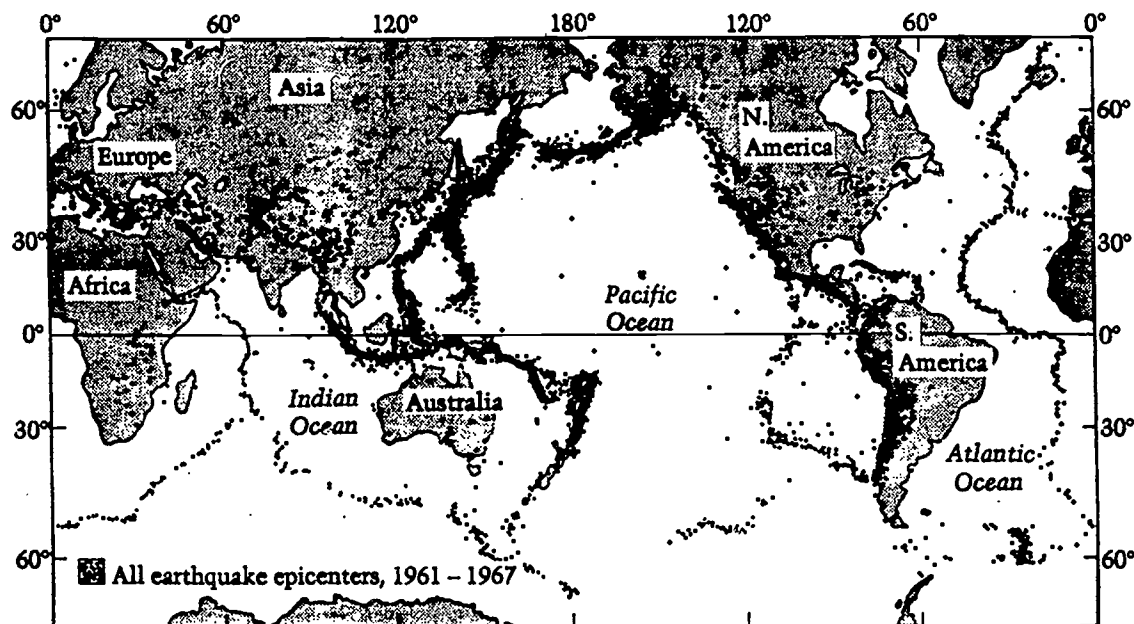 0° 60° 120° 180° 120° 60° 0°
Asia
60° N. 60°
America
Europe
30° 30°
Africa
Pacific
Ocean
0° S. 0°
America
Indian
Ocean
Australia
30° 30°
Atlantic
Ocean
60° 60°
All earthquake epicenters, 1961 – 1967